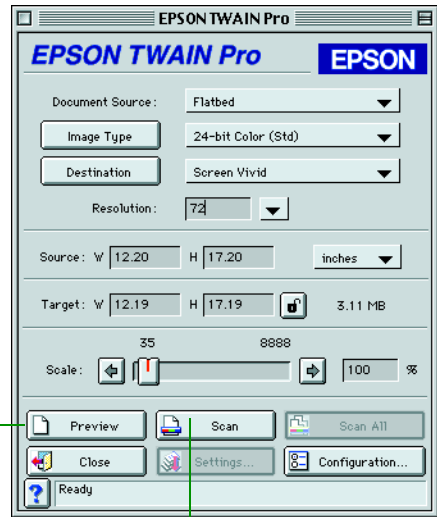 EPSON TWAIN Pro
EPSON TWAIN Pro EPSON
Document Source: Flatbed
Image Type 24-bit Color (Std)
Destination Screen Vivid
Resolution: 72
Source: W 12.20 H 17.20 inches
Target: W 12.19 H 17.19 3.11 MB
35 8888
Scale: 100 %
Preview Scan Scan All
Close Settings... Configuration...
? Ready